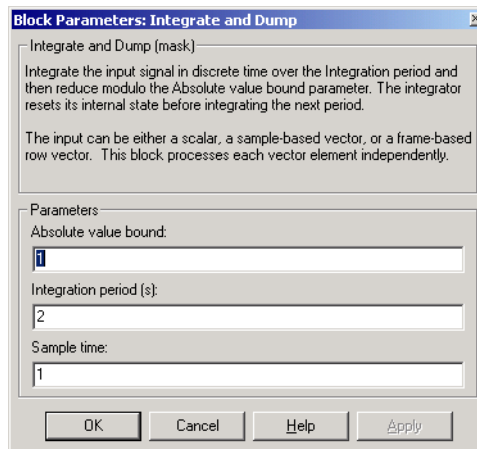 Block Parameters: Integrate and Dump
Integrate and Dump (mask)
Integrate the input signal in discrete time over the Integration period and
then reduce modulo the Absolute value bound parameter. The integrator
resets its internal state before integrating the next period.
The input can be either a scalar, a sample-based vector, or a frame-based
row vector.  This block processes each vector element independently.
Parameters
Absolute value bound:
1
Integration period (s):
2
Sample time:
1
OK Cancel Help Apply